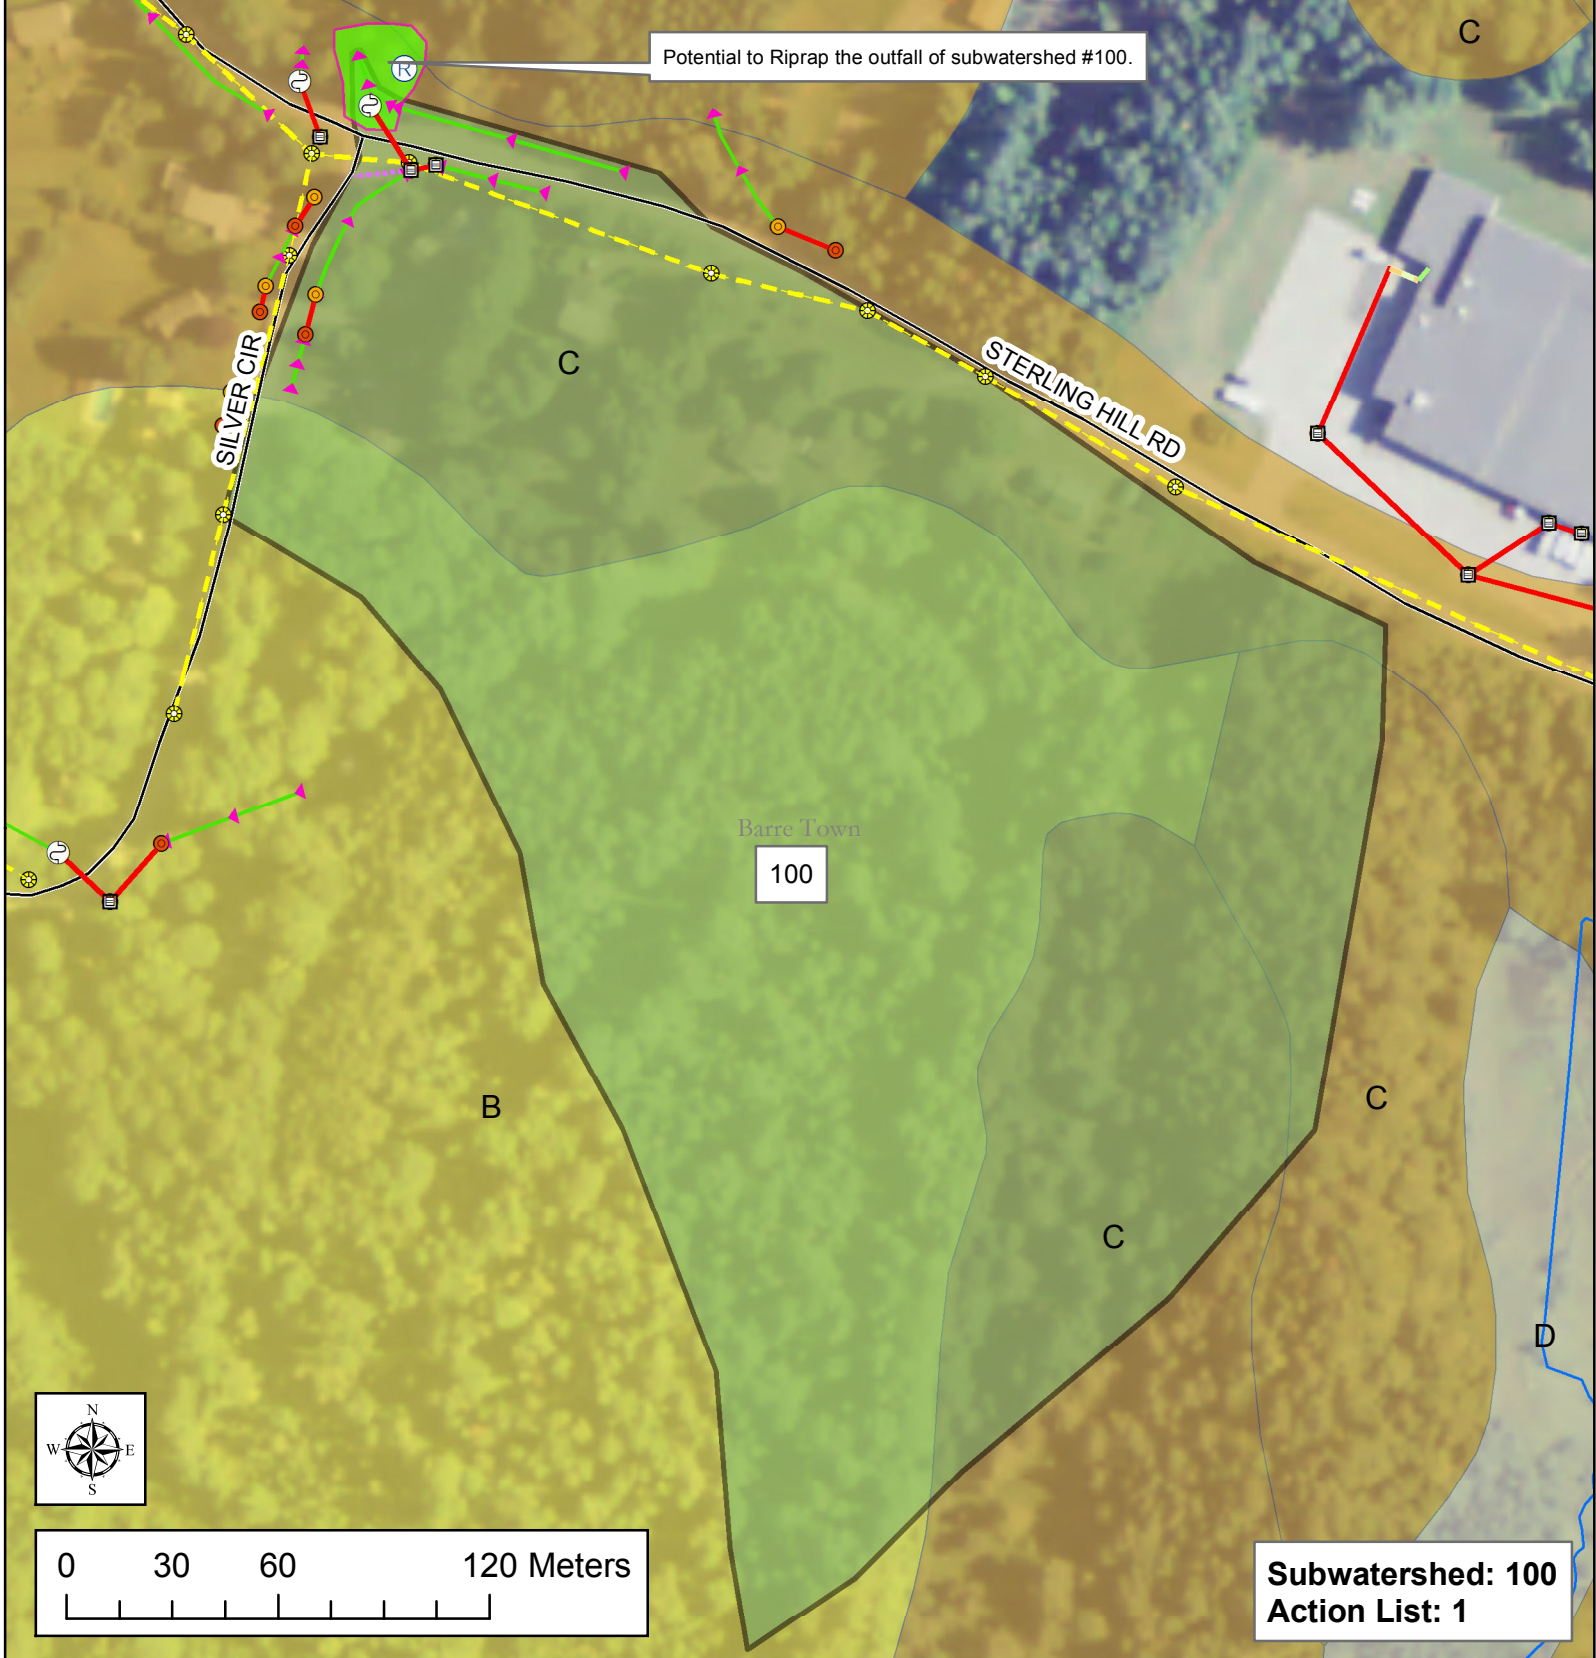 C
Potential to Riprap the outfall of subwatershed #100.
R
SILVER CIR
C
STERLING HILL RD
Barre Town
100
B
C
C
D
N
W E
S
0 30 60 120 Meters
Subwatershed: 100
Action List: 1